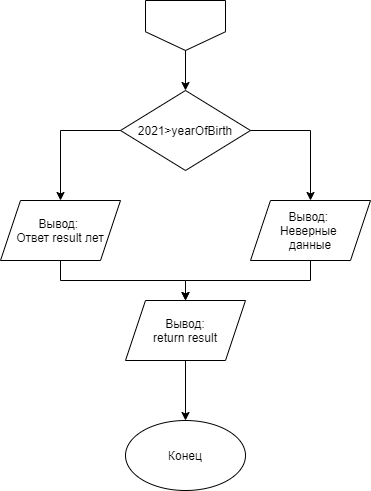 2021>yearOfBirth
Вывод:
Ответ result лет
Вывод:
Неверные
данные
Вывод:
return result
Конец